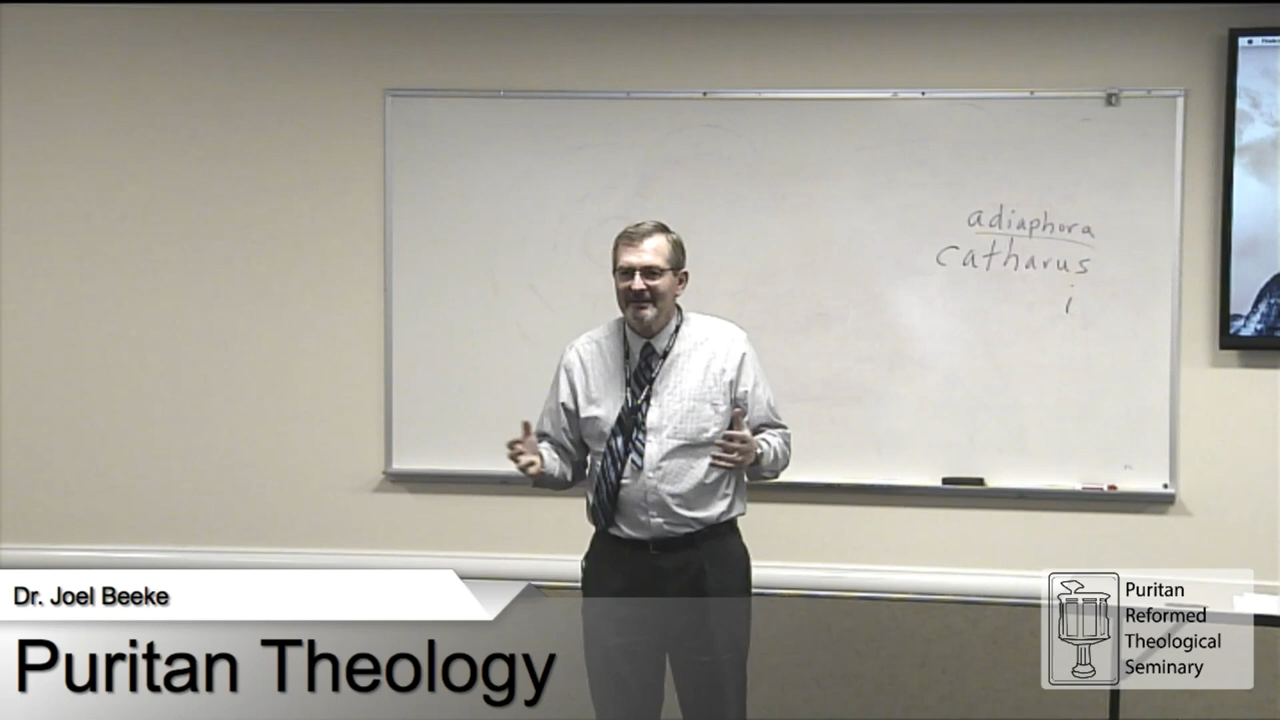 adiaphora
catharus
i
Dr. Joel Beeke
Puritan Theology
Puritan
Reformed
Theological
Seminary